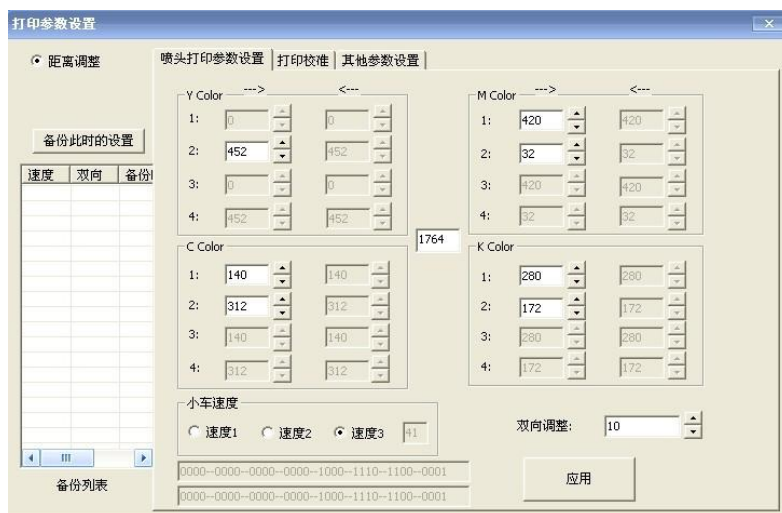 打印参数设置
距离调整
备份此时的设置
速度 双向 备份
备份列表
喷头打印参数设置 打印校准 其他参数设置
Y Color ---> <---
1: 0 0
2: 452 452
3: 0 0
4: 452 452
M Color ---> <---
1: 420 420
2: 32 32
3: 420 420
4: 32 32
1764
C Color
1: 140 140
2: 312 312
3: 140 140
4: 312 312
K Color
1: 280 280
2: 172 172
3: 280 280
4: 172 172
小车速度
速度1 速度2 速度3 41
双向调整: 10
0000--0000--0000--0000--1000--1110--1100--0001
0000--0000--0000--0000--1000--1110--1100--0001
应用